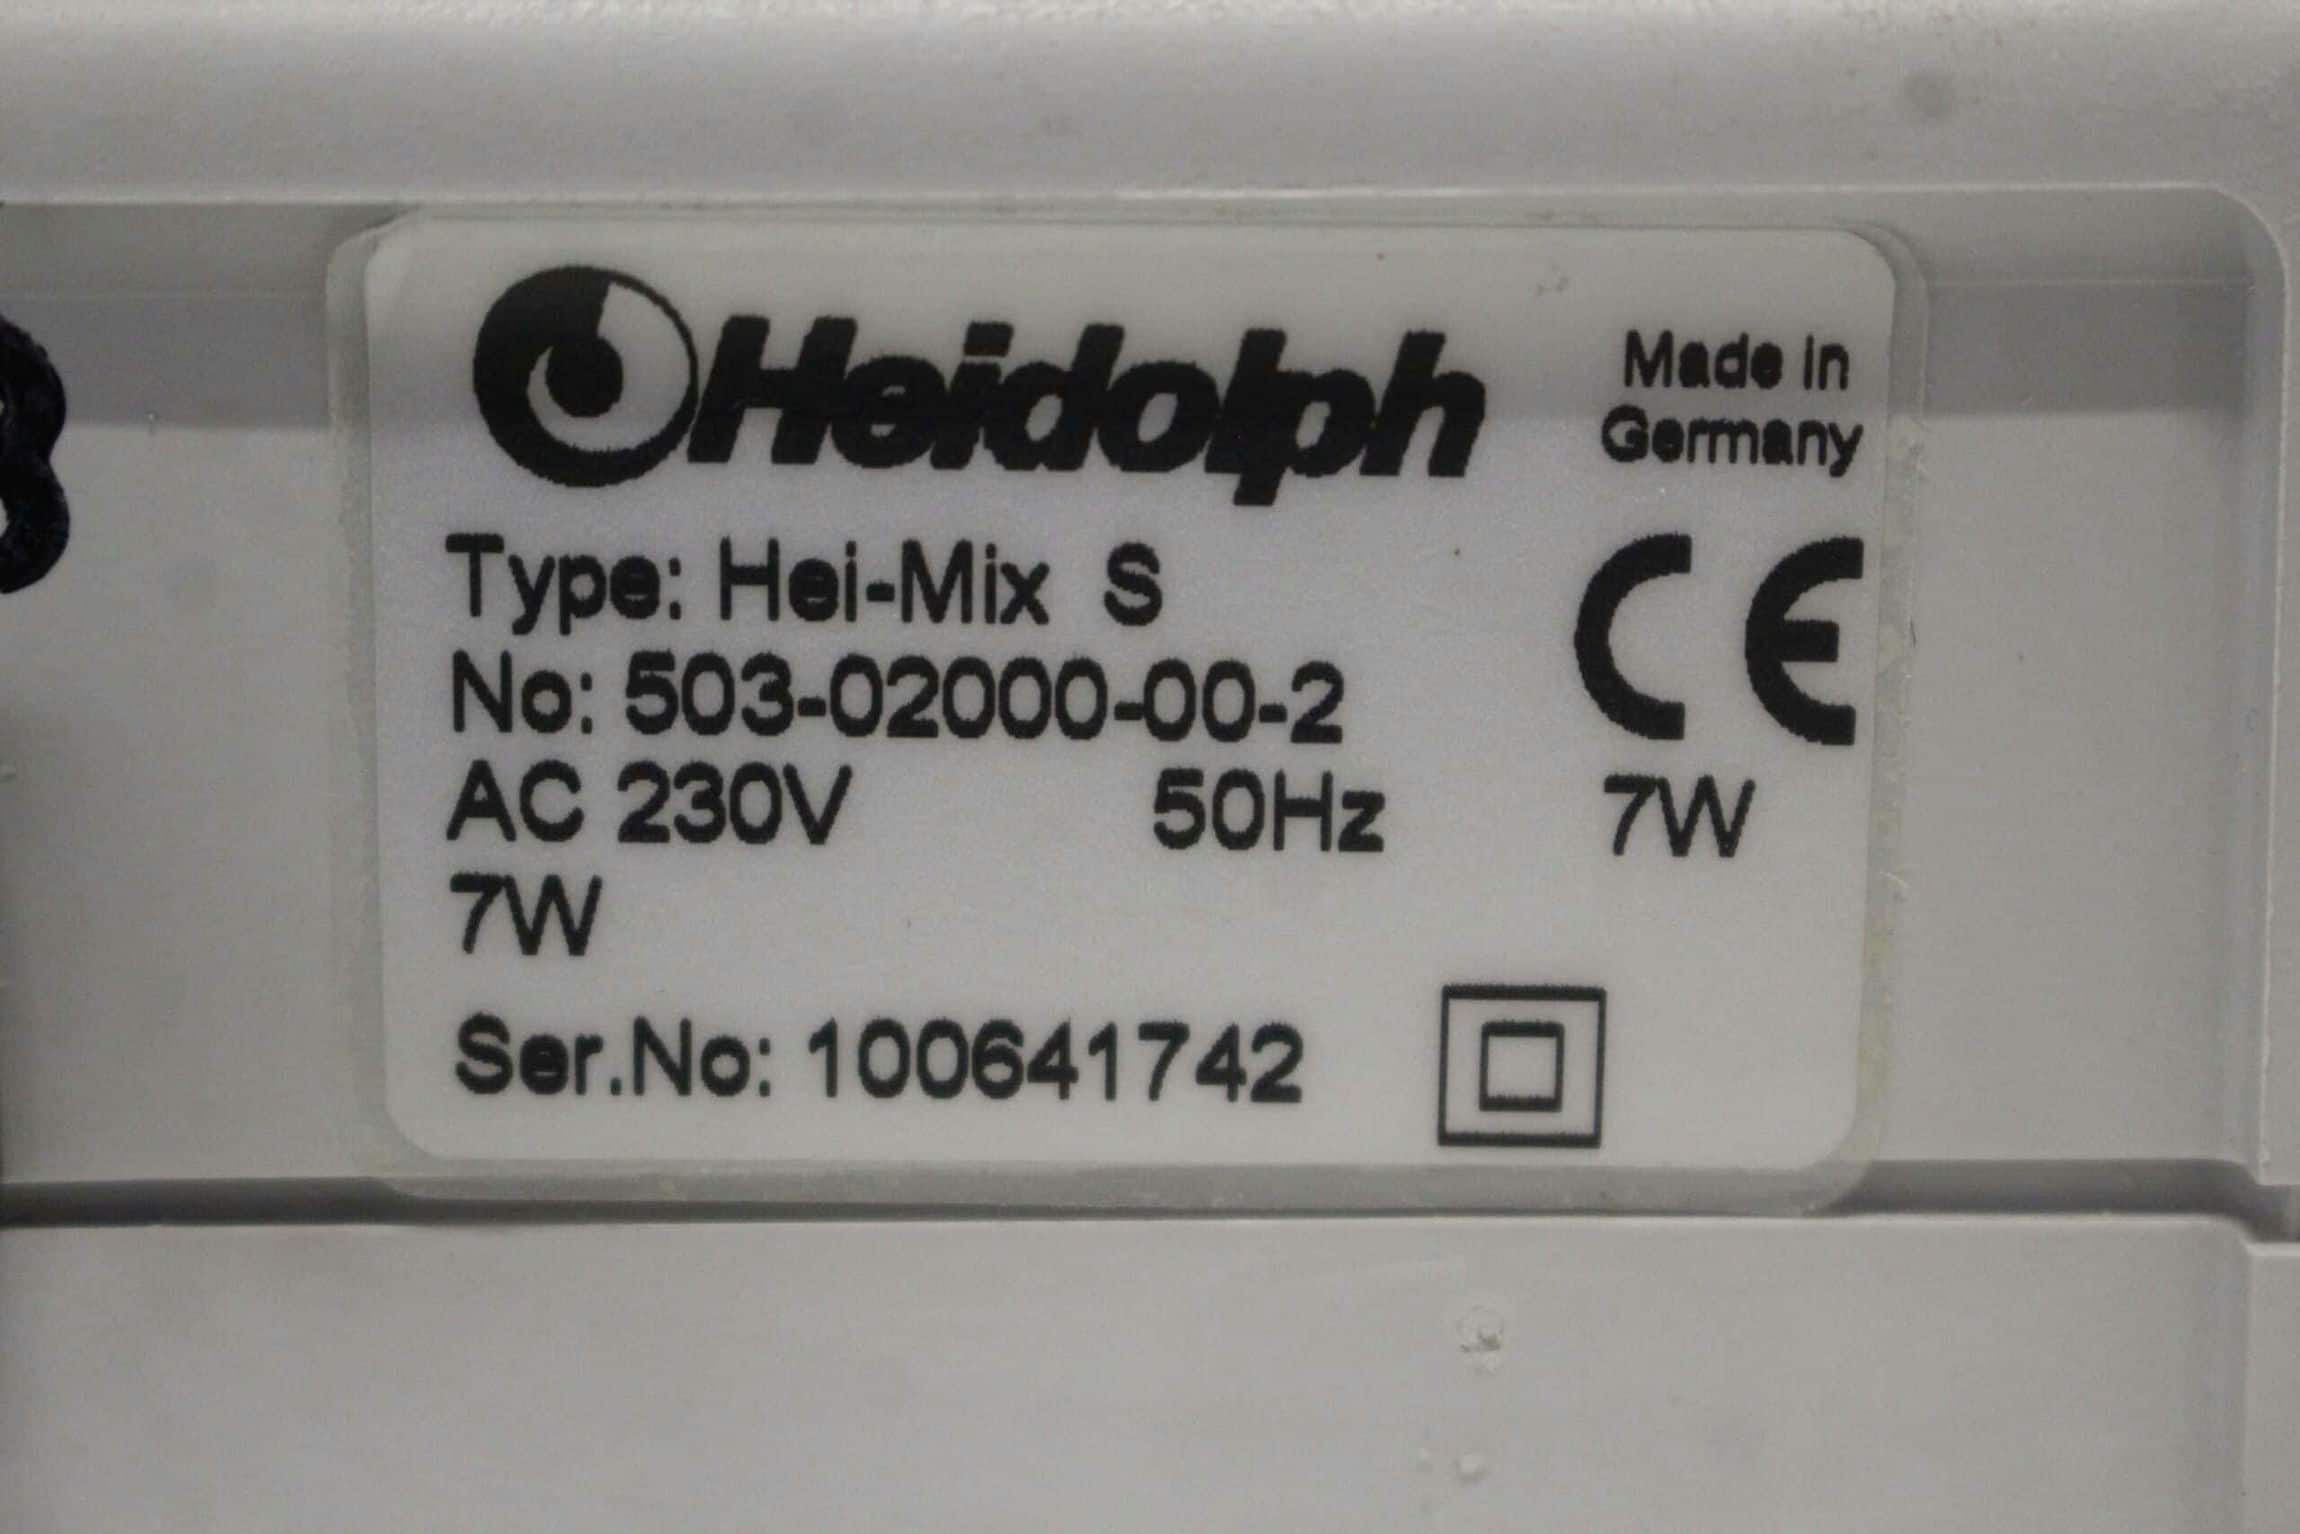 Heidolph
Made in
Germany
Type: Hei-Mix S
No: 503-02000-00-2
CE
AC 230V 50Hz 7W
7W
Ser.No: 100641742